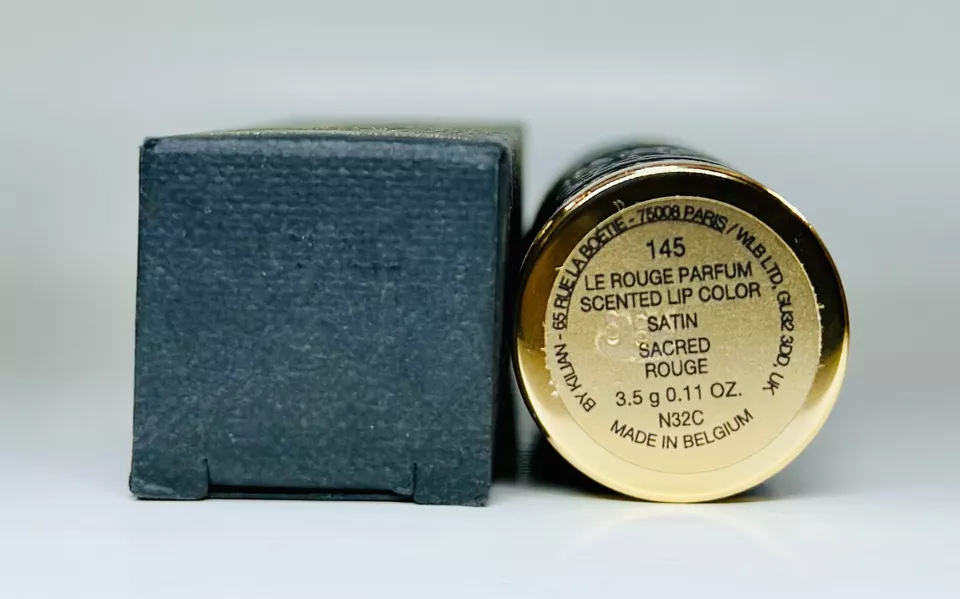 BY KILIAN - 65 RUE LA BOÉTIE - 75008 PARIS / WLB LTD, GU32 3DD, UK
145
LE ROUGE PARFUM
SCENTED LIP COLOR
SATIN
SACRED
ROUGE
3.5 g 0.11 OZ.
N32C
MADE IN BELGIUM